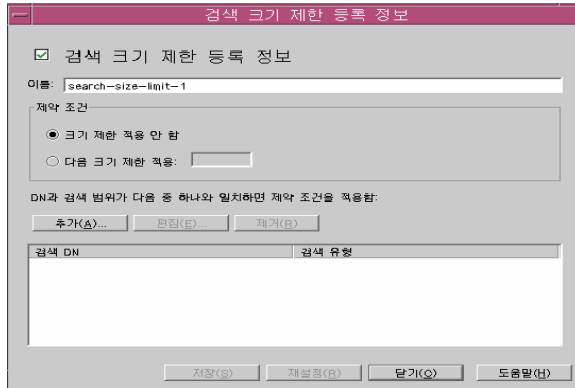 검색 크기 제한 등록 정보
검색 크기 제한 등록 정보
이름: search-size-limit-1
제약 조건
크기 제한 적용 안 함
다음 크기 제한 적용:
DN과 검색 범위가 다음 중 하나와 일치하면 제약 조건을 적용함:
추가(A)... 편집(E)... 제거(R)
검색 DN 검색 유형
저장(S) 재설정(R) 닫기(C) 도움말(H)